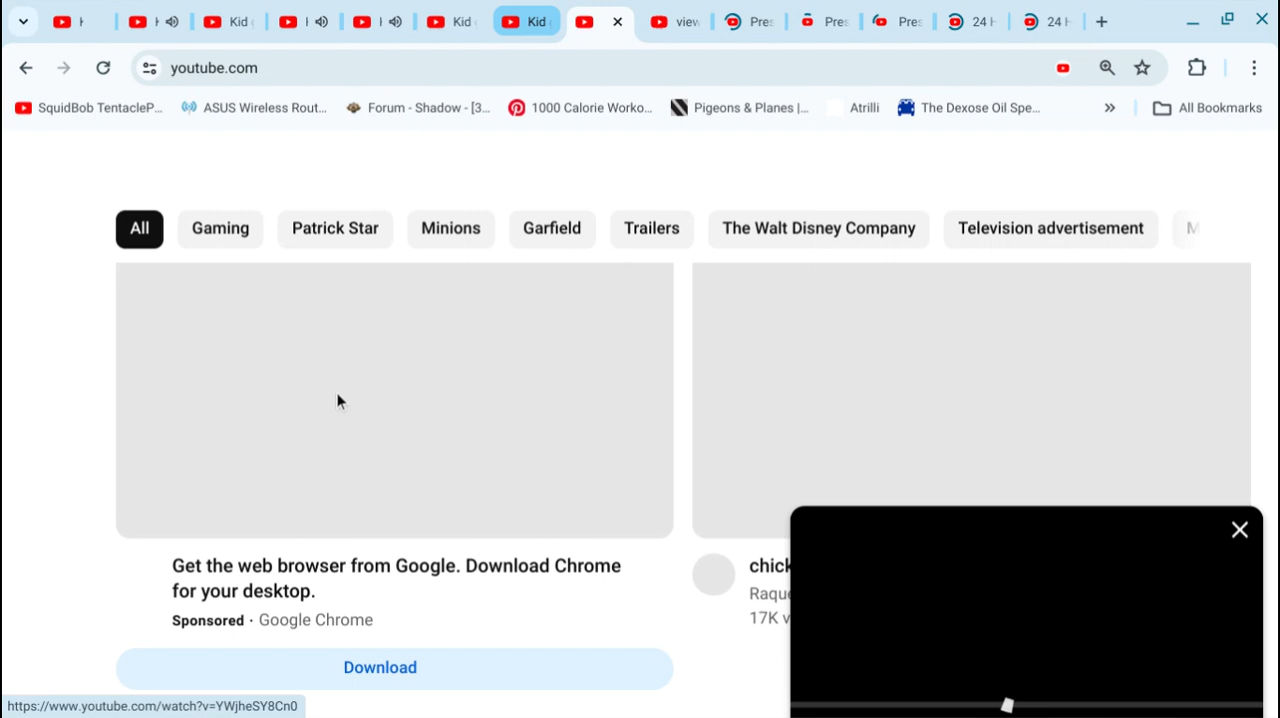 Kid
Kid
Kid
view
Pres
Pres
Pres
24 H
24 H
youtube.com
SquidBob TentacleP...
ASUS Wireless Rout...
Forum - Shadow - [3...
1000 Calorie Worko...
Pigeons & Planes |...
Atrilli
The Dexose Oil Spe...
»
All Bookmarks
All
Gaming
Patrick Star
Minions
Garfield
Trailers
The Walt Disney Company
Television advertisement
M
Get the web browser from Google. Download Chrome
for your desktop.
Sponsored · Google Chrome
Download
chick
Raque
17K v
https://www.youtube.com/watch?v=YWjheSY8Cn0